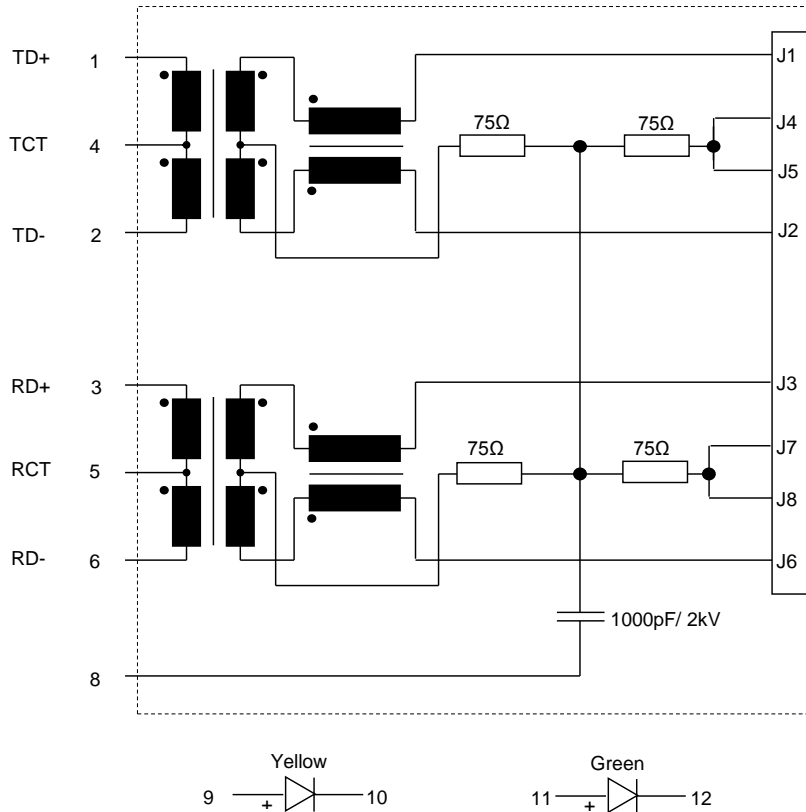 TD+ 1 J1
75Ω 75Ω J4
TCT 4
J5
TD- 2 J2
RD+ 3 J3
75Ω 75Ω J7
RCT 5
J8
RD- 6 J6
1000pF/ 2kV
8
Yellow Green
9 + 10 11 + 12